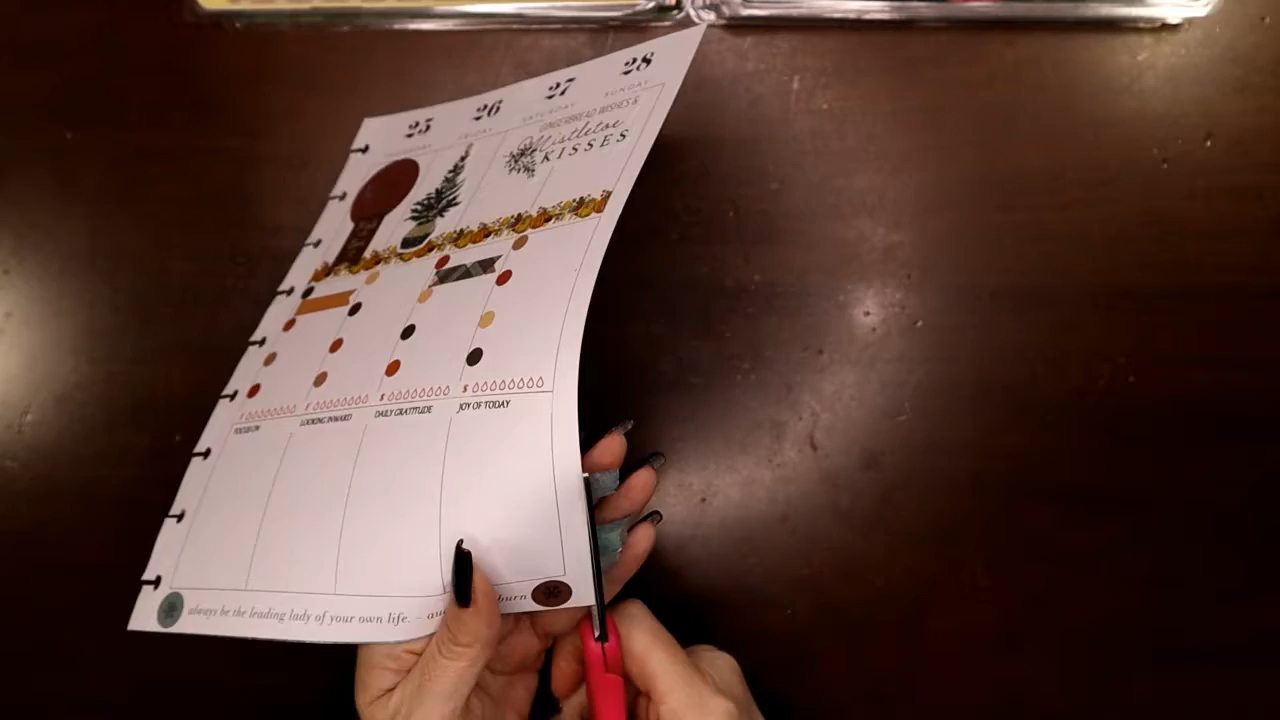 25 26 27 28
FRIDAY SATURDAY SUNDAY
GINGERBREAD WISHES &
Mistletoe
KISSES
FOCUS ON LOOKING INWARD DAILY GRATITUDE JOY OF TODAY
always be the leading lady of your own life. -